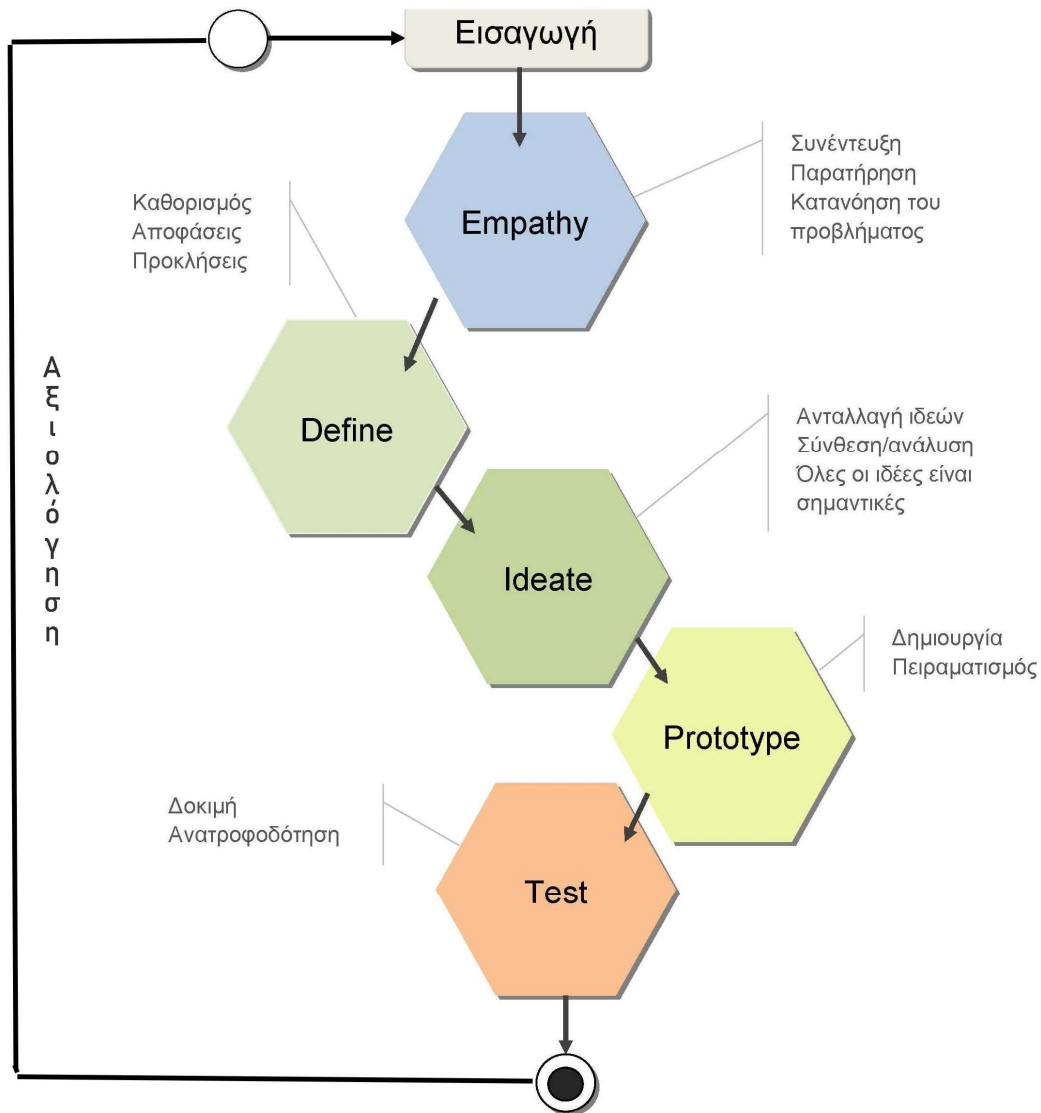 Εισαγωγή
Empathy
Συνέντευξη
Παρατήρηση
Κατανόηση του
προβλήματος
Καθορισμός
Αποφάσεις
Προκλήσεις
Define
Ανταλλαγή ιδεών
Σύνθεση/ανάλυση
Όλες οι ιδέες είναι
σημαντικές
Ideate
Δημιουργία
Πειραματισμός
Prototype
Δοκιμή
Ανατροφοδότηση
Test
Αξιολόγηση